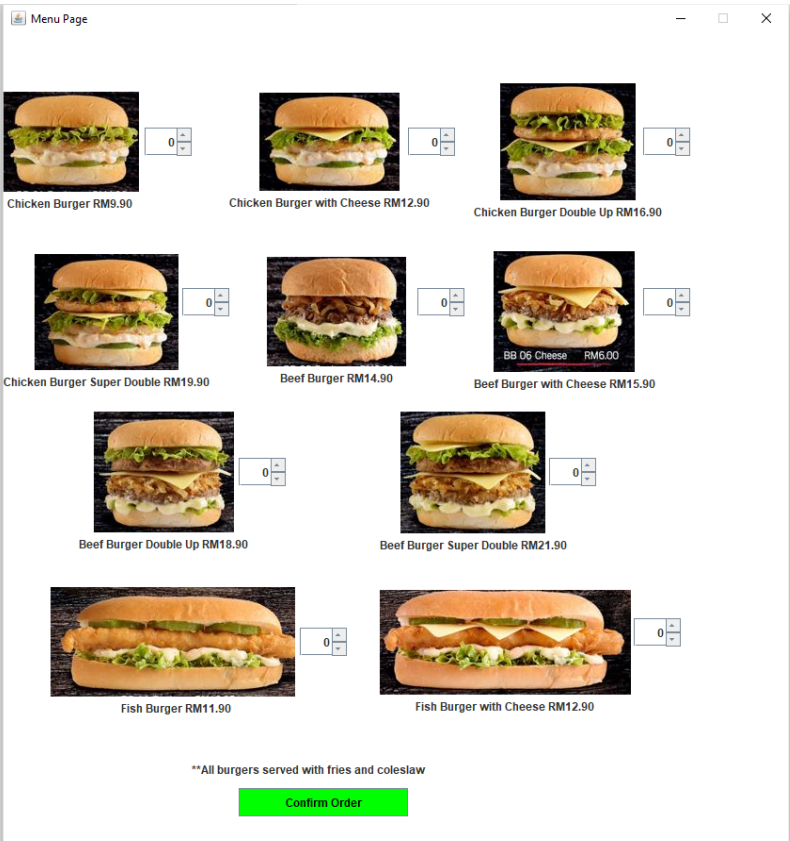 Menu Page
0
0
0
Chicken Burger RM9.90
Chicken Burger with Cheese RM12.90
Chicken Burger Double Up RM16.90
0
0
0
BB 06 Cheese RM6.00
Chicken Burger Super Double RM19.90
Beef Burger RM14.90
Beef Burger with Cheese RM15.90
0
0
Beef Burger Double Up RM18.90
Beef Burger Super Double RM21.90
0
0
Fish Burger RM11.90
Fish Burger with Cheese RM12.90
**All burgers served with fries and coleslaw
Confirm Order